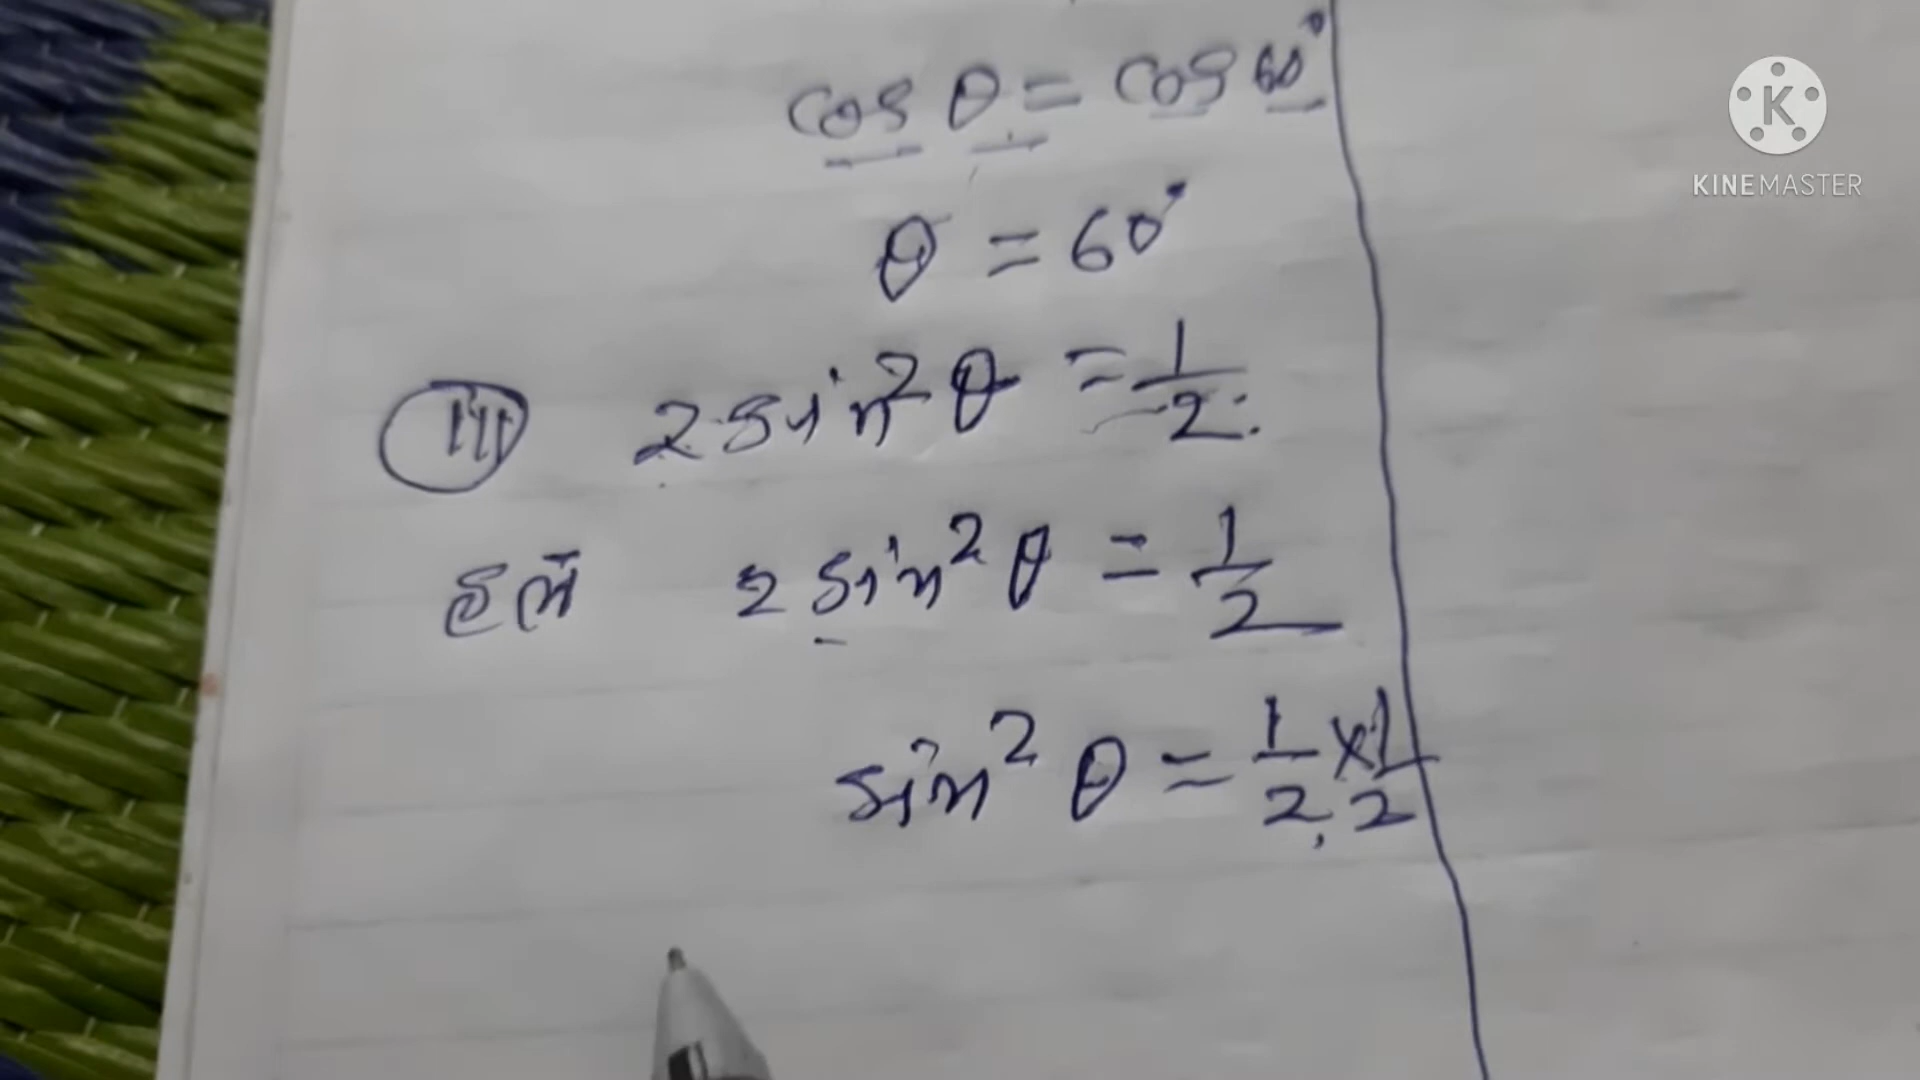 cos θ = cos 60°
KINEMASTER
θ = 60°
(III) 2 sin² θ = 1/2
हल 2 sin² θ = 1/2
sin² θ = 1/2 × 1/2